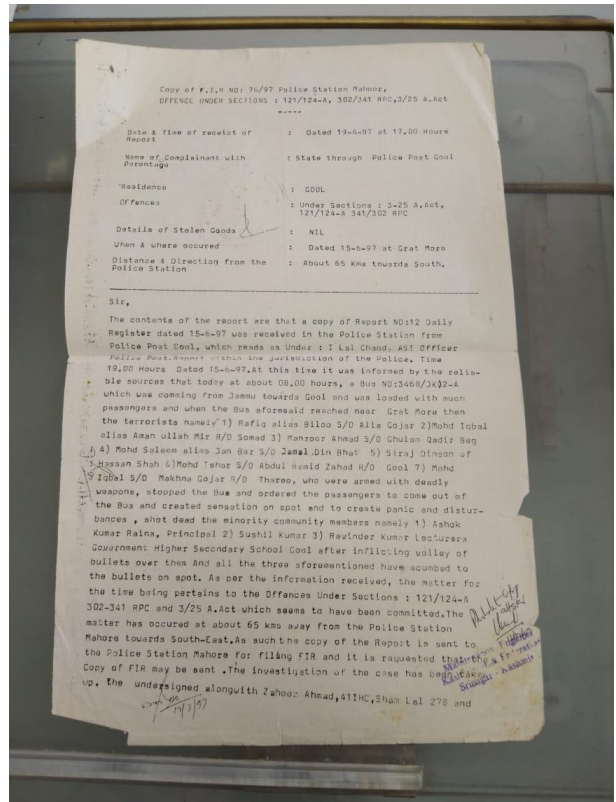 Copy of F.I.R NO: 76/97 Police Station Mahoor,
OFFENCE UNDER SECTIONS : 121/124-A, 302/341 RPC,3/25 A.Act
-----
Date & Time of receipt of Report : Dated 19-6-97 at 17.00 Hours
Name of Complainant with Parentage : State through Police Post Gool
Residence : GOOL
Offences : Under Sections : 3-25 A.Act, 121/124-A 341/302 RPC
Details of Stolen Goods : NIL
When & where occured : Dated 15-6-97 at Grat More
Distance & Direction from the Police Station : About 65 Kms towards South.
Sir,
The contents of the report are that a copy of Report NO:12 Daily
Register dated 15-6-97 was received in the Police Station from
Police Post Gool, which reads as Under : I Lal Chand, ASI Officer
Police Post.Report within the jurisdiction of the Police. Time
19.00 Hours Dated 15-6-97.At this time it was informed by the relia-
ble sources that today at about 08.00 hours, a Bus NO:3468/JK02-A
which was comming from Jammu towards Gool and was loaded with much
passengers and when the Bus aforesaid reached near Grat More then
the terrorists namely 1) Rafiq alias Billoo S/O Alia Gojar 2)Mohd Iqbal
alias Aman ullah Mir R/O Somad 3) Manzoor Ahmad S/O Ghulam Qadir Beg
4) Mohd Saleem alias Jan Baz S/O Jamal Din Bhat 5) Siraj Dinson of
Hassan Shah 6)Mohd Ishar S/O Abdul Hamid Zahad R/O Gool 7) Mohd
Iqbal S/O Makhna Gojar R/O Tharoo, who were armed with deadly
weapons, stopped the Bus and ordered the passengers to come out of
the Bus and created sensation on spot and to create panic and distur-
bances , shot dead the minority community members namely 1) Ashok
Kumar Raina, Principal 2) Sushil Kumar 3) Ravinder Kumar Lecturars
Government Higher Secondary School Gool after inflicting volley of
bullets over them And all the three aforementioned have scumbed to
the bullets on spot. As per the information received, the matter for
the time being pertains to the Offences Under Sections : 121/124-A
302-341 RPC and 3/25 A.Act which seems to have been committed.The
matter has occured at about 65 kms away from the Police Station
Mahore towards South-East.As such the copy of the Report is sent to
the Police Station Mahore for filing FIR and it is requested that
Copy of FIR may be sent .The investigation of the case has been take
up. The undersigned alongwith Zahoor Ahmad,41IHC,Sham Lal 278 and
Srinagar - Kashmir